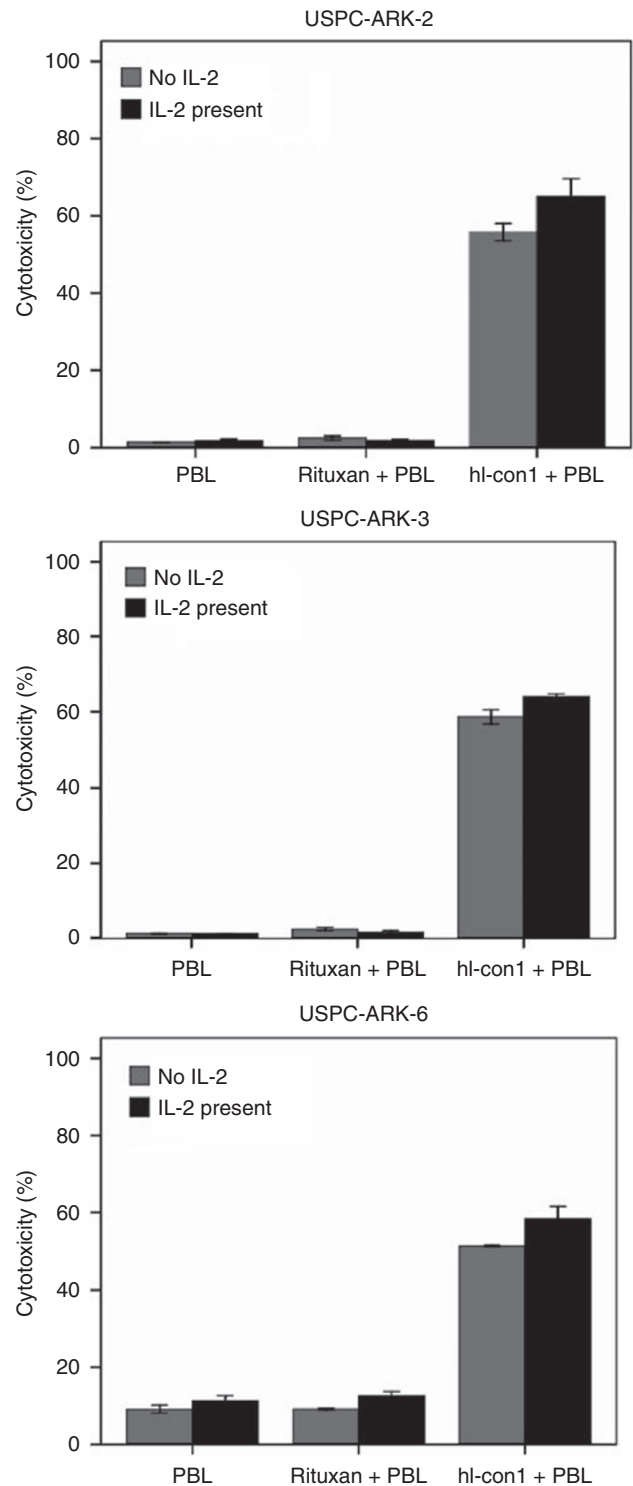 USPC-ARK-2
100
80
60
40
20
0
Cytotoxicity (%)
No IL-2
IL-2 present
PBL
Rituxan + PBL
hI-con1 + PBL
USPC-ARK-3
100
80
60
40
20
0
Cytotoxicity (%)
No IL-2
IL-2 present
PBL
Rituxan + PBL
hI-con1 + PBL
USPC-ARK-6
100
80
60
40
20
0
Cytotoxicity (%)
No IL-2
IL-2 present
PBL
Rituxan + PBL
hI-con1 + PBL